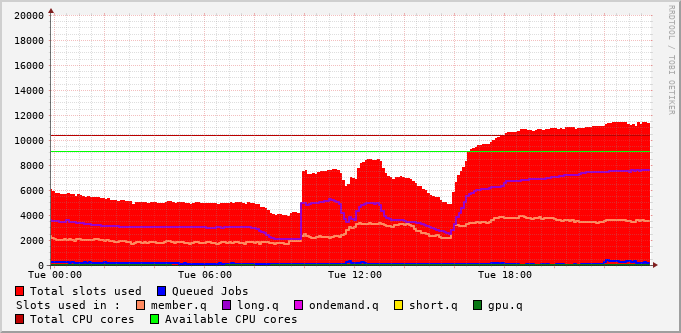 20000
18000
16000
14000
12000
10000
8000
6000
4000
2000
0
Tue 00:00 Tue 06:00 Tue 12:00 Tue 18:00
RRDTOOL / TOBI OETIKER
Total slots used Queued Jobs
Slots used in : member.q long.q ondemand.q short.q gpu.q
Total CPU cores Available CPU cores